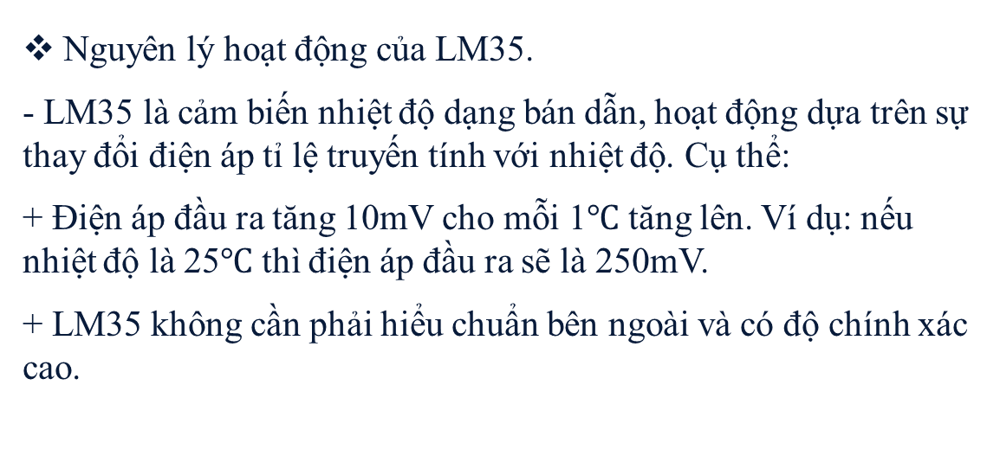 ❖ Nguyên lý hoạt động của LM35.
- LM35 là cảm biến nhiệt độ dạng bán dẫn, hoạt động dựa trên sự
thay đổi điện áp tỉ lệ truyến tính với nhiệt độ. Cụ thể:
+ Điện áp đầu ra tăng 10mV cho mỗi 1℃ tăng lên. Ví dụ: nếu
nhiệt độ là 25℃ thì điện áp đầu ra sẽ là 250mV.
+ LM35 không cần phải hiểu chuẩn bên ngoài và có độ chính xác
cao.